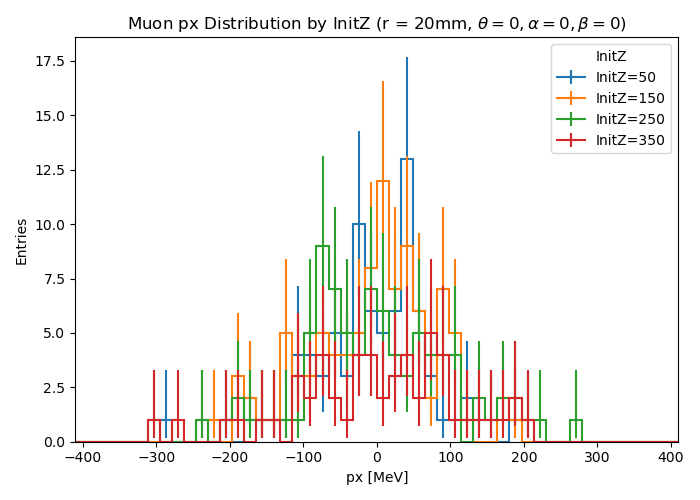 Muon px Distribution by InitZ (r = 20mm, θ = 0, α = 0, β = 0)
InitZ
InitZ=50
InitZ=150
InitZ=250
InitZ=350
Entries
17.5
15.0
12.5
10.0
7.5
5.0
2.5
0.0
−400 −300 −200 −100 0 100 200 300 400
px [MeV]